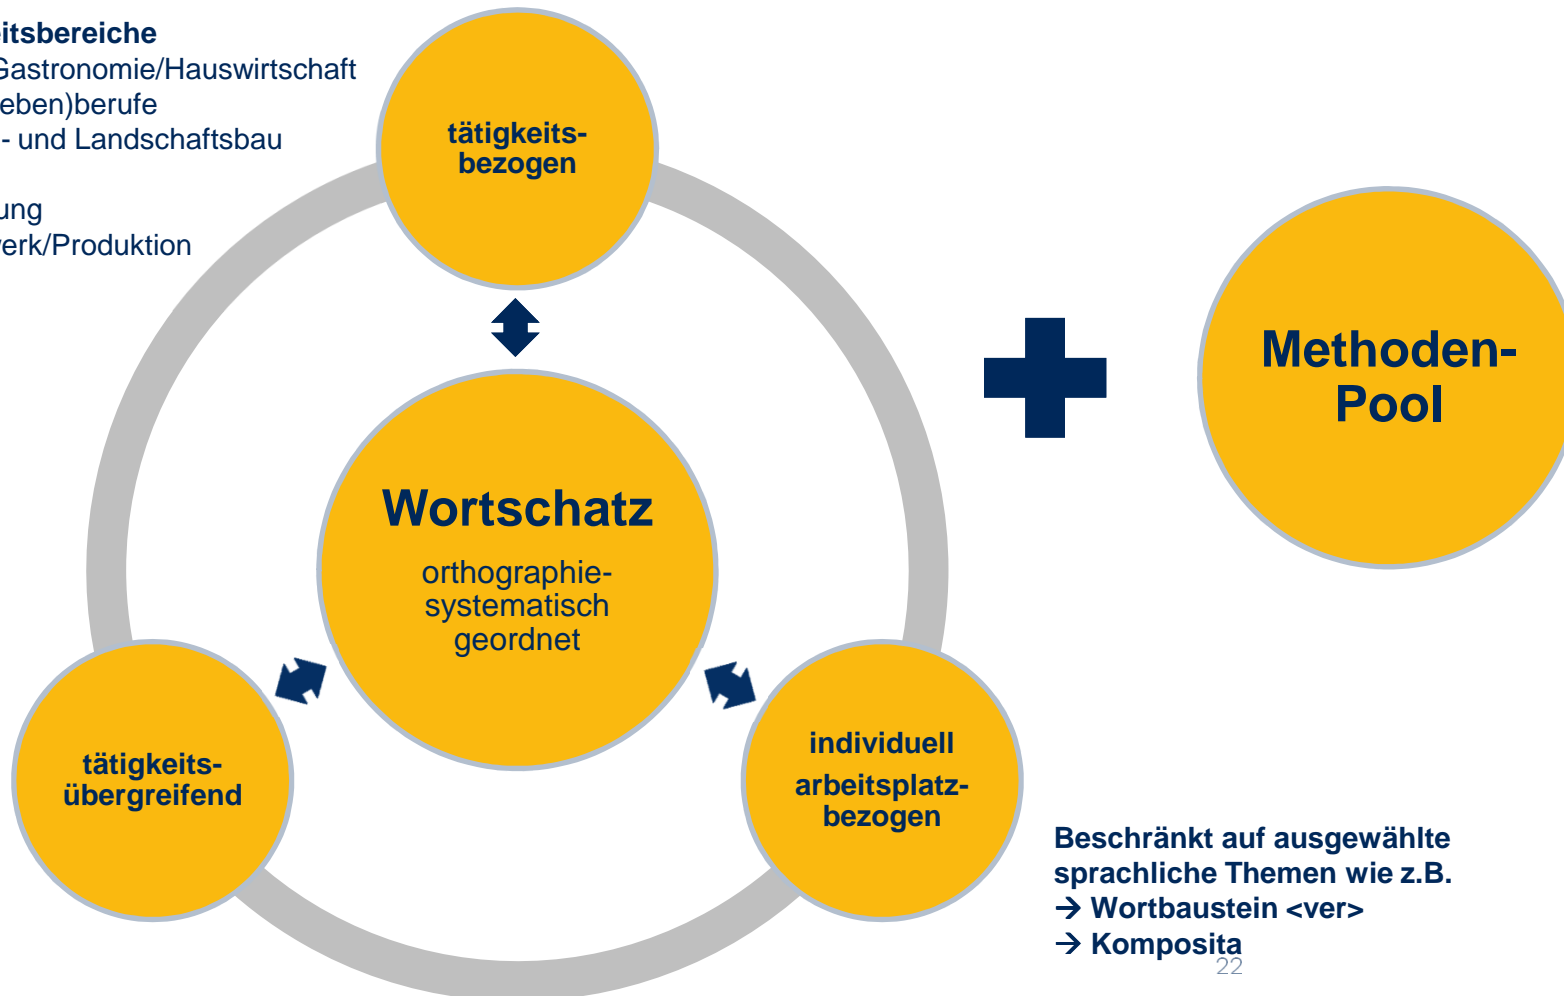 eitsbereiche
Gastronomie/Hauswirtschaft
eben)berufe
- und Landschaftsbau
ung
erk/Produktion
tätigkeits-
bezogen
Methoden-
Pool
Wortschatz
orthographie-
systematisch
geordnet
tätigkeits-
übergreifend
individuell
arbeitsplatz-
bezogen
Beschränkt auf ausgewählte
sprachliche Themen wie z.B.
→ Wortbaustein <ver>
→ Komposita
22